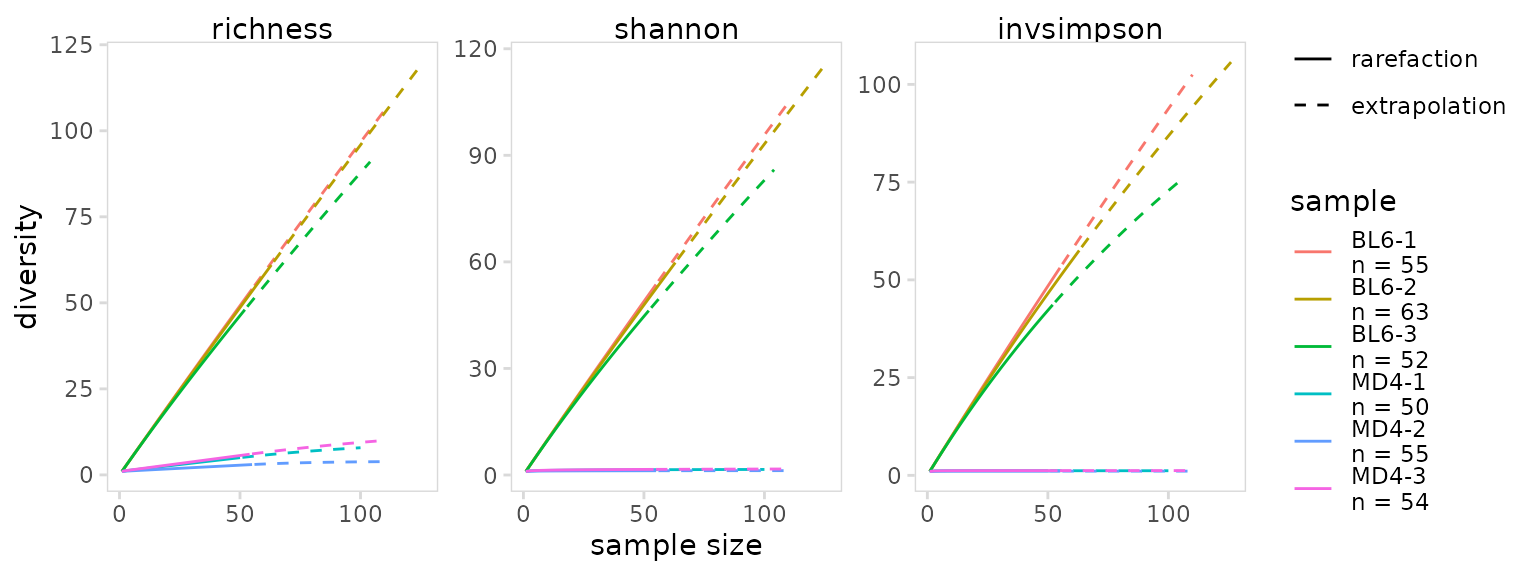 richness
shannon
invsimpson
125
100
75
50
25
0
120
90
60
30
0
100
75
50
25
0
0
50
100
0
50
100
0
50
100
diversity
sample size
rarefaction
extrapolation
sample
BL6-1
n = 55
BL6-2
n = 63
BL6-3
n = 52
MD4-1
n = 50
MD4-2
n = 55
MD4-3
n = 54